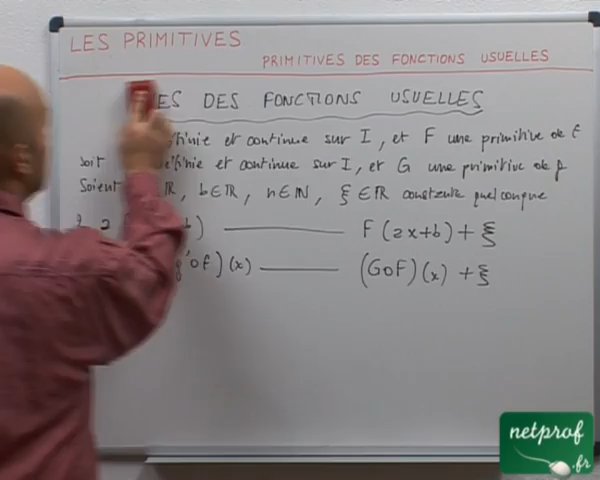 LES PRIMITIVES
PRIMITIVES DES FONCTIONS USUELLES
ES DES FONCTIONS USUELLES
finie et continue sur I, et F une primitive de f
soit définie et continue sur I, et G une primitive de g
Soient ℝ, b∈ℝ, n∈ℕ, ξ∈ℝ constante quelconque
b) ——— F(ax+b)+ξ
g'of)(x) ——— (GoF)(x)+ξ
netprof
.fr